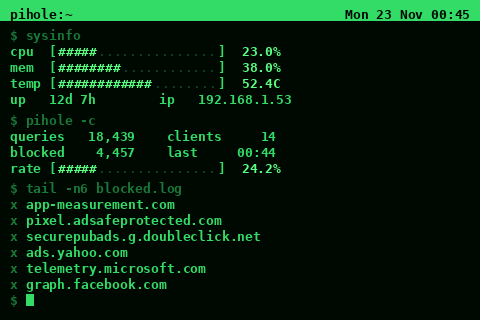 pihole:~ Mon 23 Nov 00:45
$ sysinfo
cpu [#####...............] 23.0%
mem [########............] 38.0%
temp [############........] 52.4C
up 12d 7h ip 192.168.1.53
$ pihole -c
queries 18,439 clients 14
blocked 4,457 last 00:44
rate [#####...............] 24.2%
$ tail -n6 blocked.log
x app-measurement.com
x pixel.adsafeprotected.com
x securepubads.g.doubleclick.net
x ads.yahoo.com
x telemetry.microsoft.com
x graph.facebook.com
$